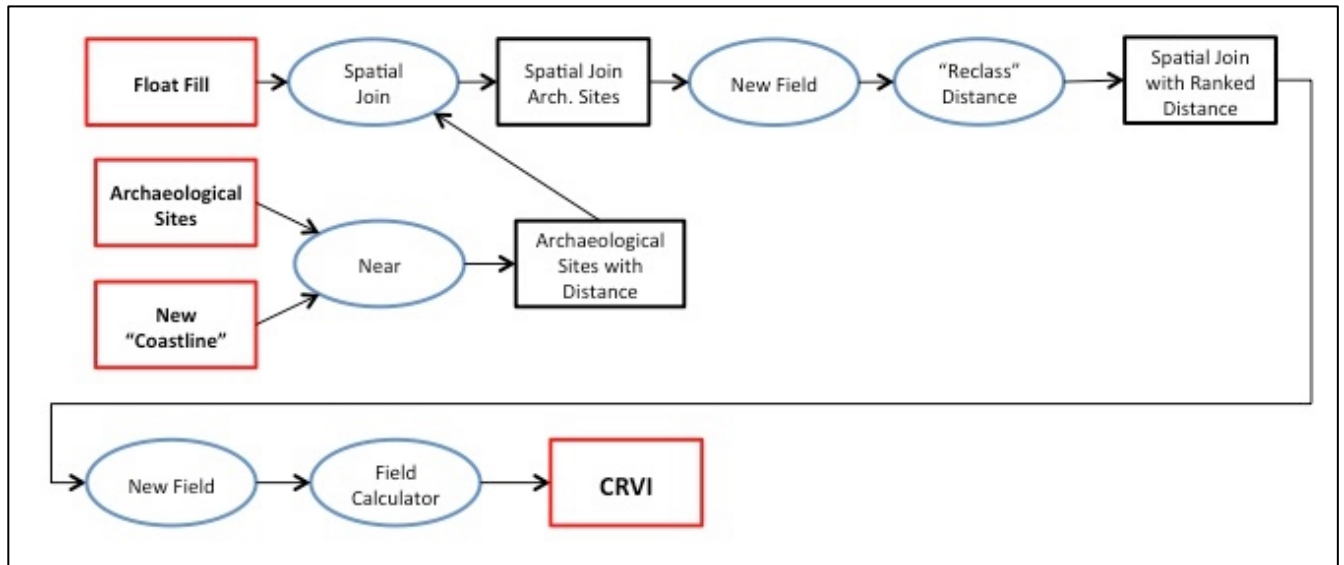 Float Fill
Spatial
Join
Spatial Join
Arch. Sites
New Field
“Reclass”
Distance
Spatial Join
with Ranked
Distance
Archaeological
Sites
Near
Archaeological
Sites with
Distance
New
“Coastline”
New Field
Field
Calculator
CRVI